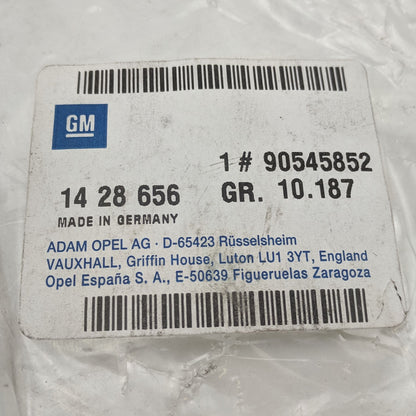 GM
1 # 90545852
14 28 656 GR. 10.187
MADE IN GERMANY
ADAM OPEL AG · D-65423 Rüsselsheim
VAUXHALL, Griffin House, Luton LU1 3YT, England
Opel España S. A., E-50639 Figueruelas Zaragoza